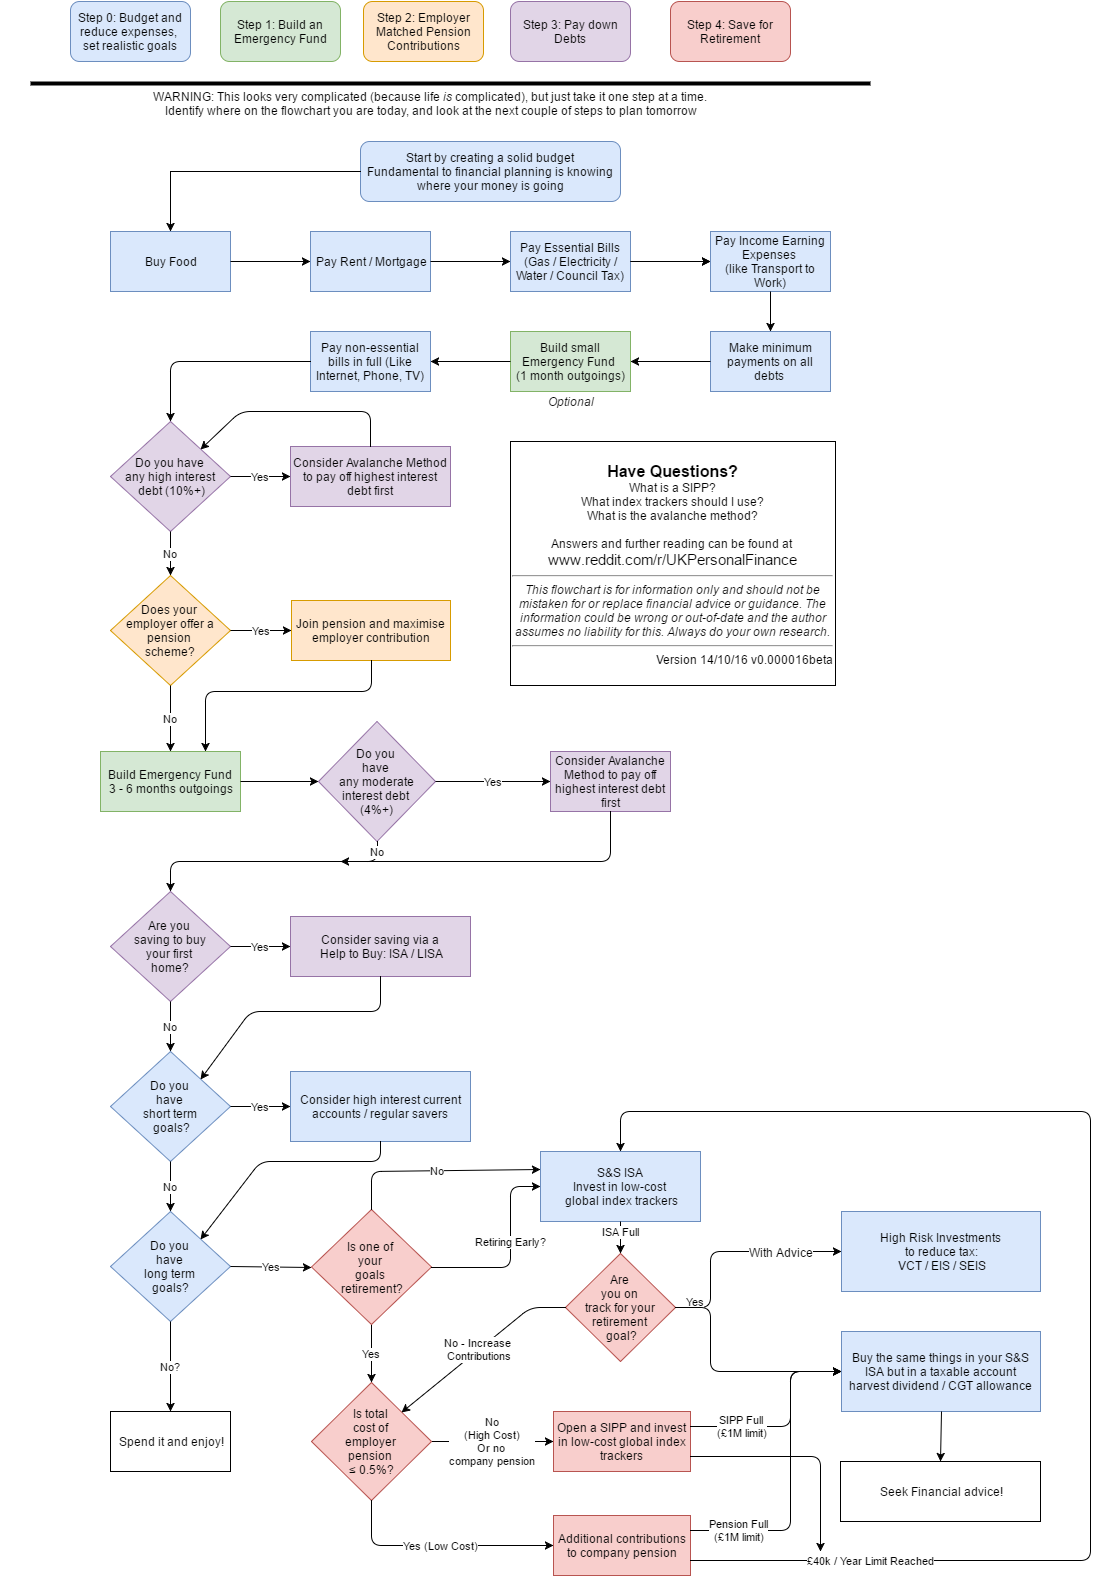 Step 0: Budget and
reduce expenses,
set realistic goals
Step 1: Build an
Emergency Fund
Step 2: Employer
Matched Pension
Contributions
Step 3: Pay down
Debts
Step 4: Save for
Retirement
WARNING: This looks very complicated (because life is complicated), but just take it one step at a time.
Identify where on the flowchart you are today, and look at the next couple of steps to plan tomorrow
Start by creating a solid budget
Fundamental to financial planning is knowing
where your money is going
Buy Food
Pay Rent / Mortgage
Pay Essential Bills
(Gas / Electricity /
Water / Council Tax)
Pay Income Earning
Expenses
(like Transport to
Work)
Pay non-essential
bills in full (Like
Internet, Phone, TV)
Build small
Emergency Fund
(1 month outgoings)
Optional
Make minimum
payments on all
debts
Do you have
any high interest
debt (10%+)
Yes
Consider Avalanche Method
to pay off highest interest
debt first
No
Have Questions?
What is a SIPP?
What index trackers should I use?
What is the avalanche method?
Answers and further reading can be found at
www.reddit.com/r/UKPersonalFinance
This flowchart is for information only and should not be
mistaken for or replace financial advice or guidance. The
information could be wrong or out-of-date and the author
assumes no liability for this. Always do your own research.
Version 14/10/16 v0.000016beta
Does your
employer offer a
pension
scheme?
Yes
Join pension and maximise
employer contribution
No
Build Emergency Fund
3 - 6 months outgoings
Do you
have
any moderate
interest debt
(4%+)
Yes
Consider Avalanche
Method to pay off
highest interest debt
first
No
Are you
saving to buy
your first
home?
Yes
Consider saving via a
Help to Buy: ISA / LISA
No
Do you
have
short term
goals?
Yes
Consider high interest current
accounts / regular savers
No
Do you
have
long term
goals?
Yes
No?
Spend it and enjoy!
Is one of
your
goals
retirement?
No
Retiring Early?
Yes
S&S ISA
Invest in low-cost
global index trackers
ISA Full
Are
you on
track for your
retirement
goal?
Yes
With Advice
High Risk Investments
to reduce tax:
VCT / EIS / SEIS
No - Increase
Contributions
Buy the same things in your S&S
ISA but in a taxable account
harvest dividend / CGT allowance
Seek Financial advice!
Is total
cost of
employer
pension
≤ 0.5%?
No
(High Cost)
Or no
company pension
Open a SIPP and invest
in low-cost global index
trackers
SIPP Full
(£1M limit)
Yes (Low Cost)
Additional contributions
to company pension
Pension Full
(£1M limit)
£40k / Year Limit Reached